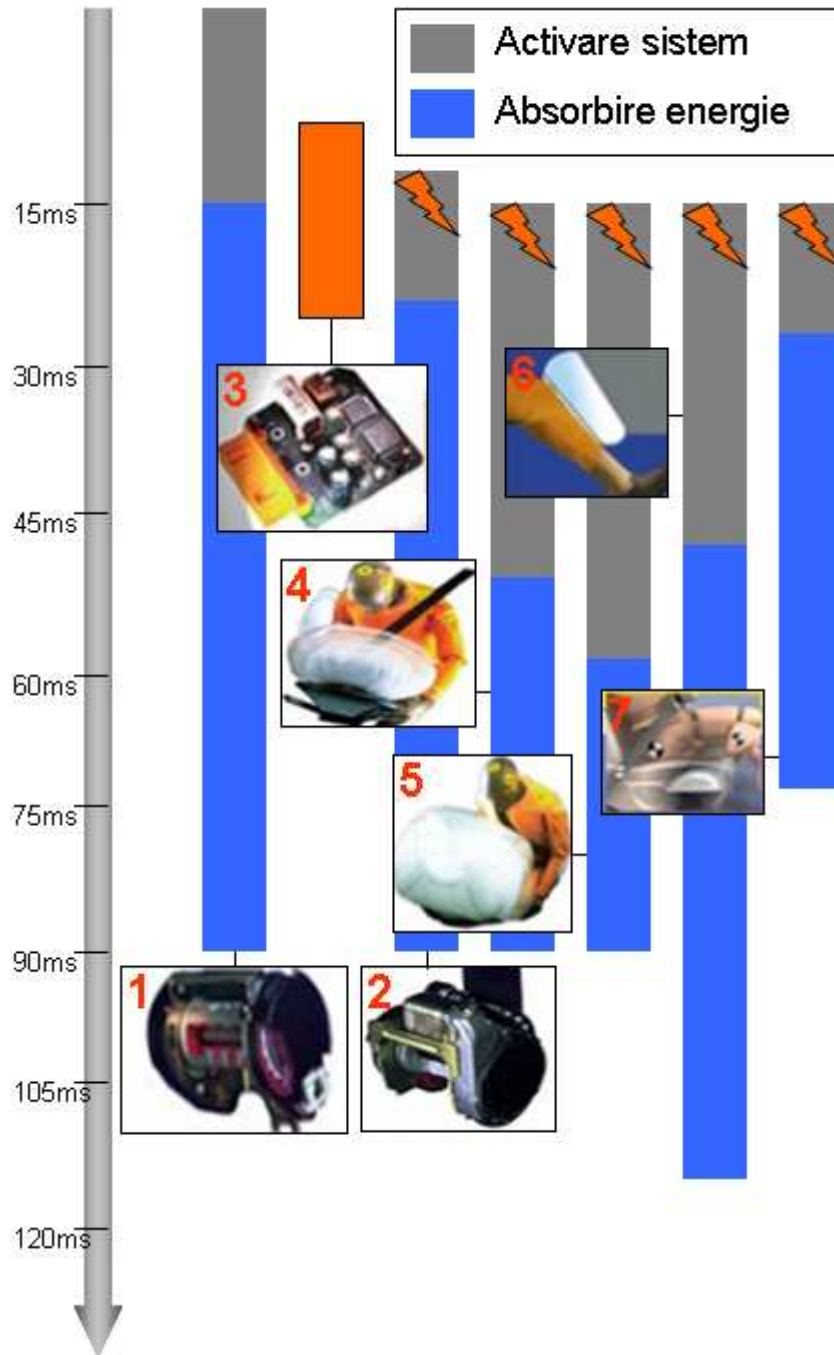 Activare sistem
Absorbire energie
15ms
30ms
3
6
45ms
4
60ms
7
5
75ms
90ms
1
2
105ms
120ms